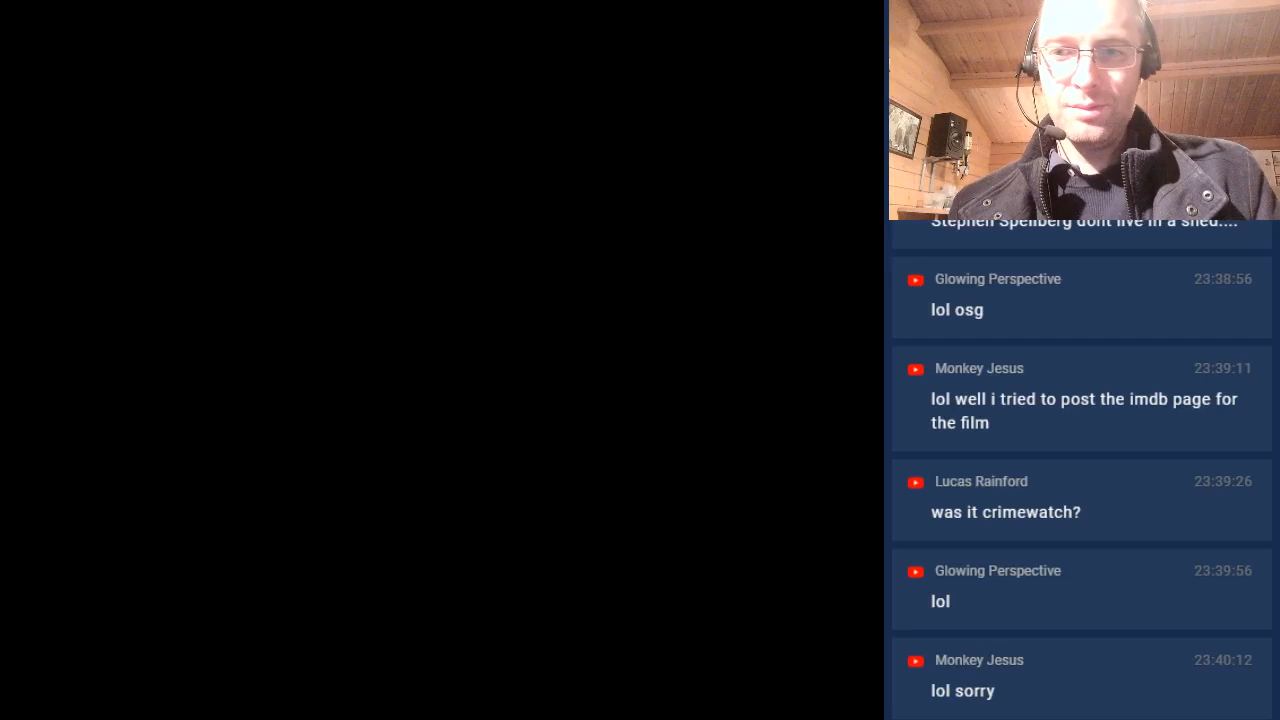 Stephen Speilberg dont live in a shed....
Glowing Perspective 23:38:56
lol osg
Monkey Jesus 23:39:11
lol well i tried to post the imdb page for
the film
Lucas Rainford 23:39:26
was it crimewatch?
Glowing Perspective 23:39:56
lol
Monkey Jesus 23:40:12
lol sorry